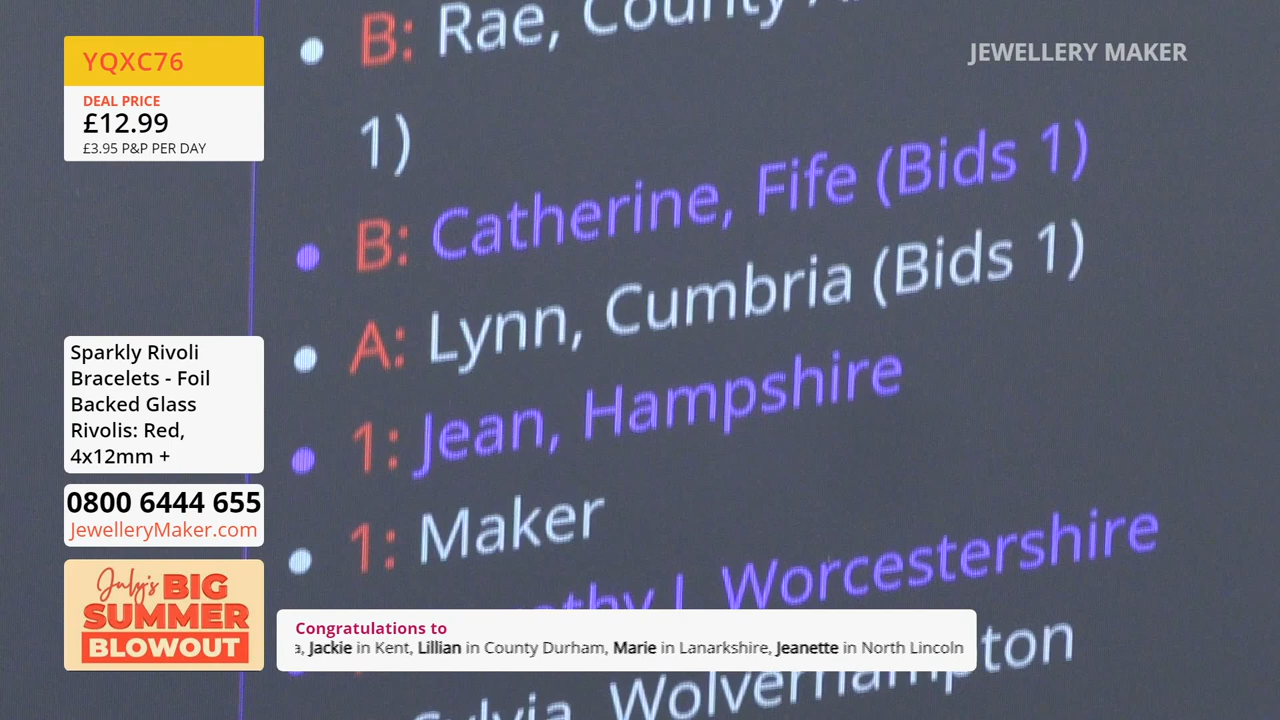 B: Rae, County
1)
B: Catherine, Fife (Bids 1)
A: Lynn, Cumbria (Bids 1)
1: Jean, Hampshire
1: Maker
Worcestershire
Sylvia, Wolverhampton
JEWELLERY MAKER
YQXC76
DEAL PRICE
£12.99
£3.95 P&P PER DAY
Sparkly Rivoli
Bracelets - Foil
Backed Glass
Rivolis: Red,
4x12mm +
0800 6444 655
JewelleryMaker.com
July's BIG
SUMMER
BLOWOUT
Congratulations to
a, Jackie in Kent, Lillian in County Durham, Marie in Lanarkshire, Jeanette in North Lincoln